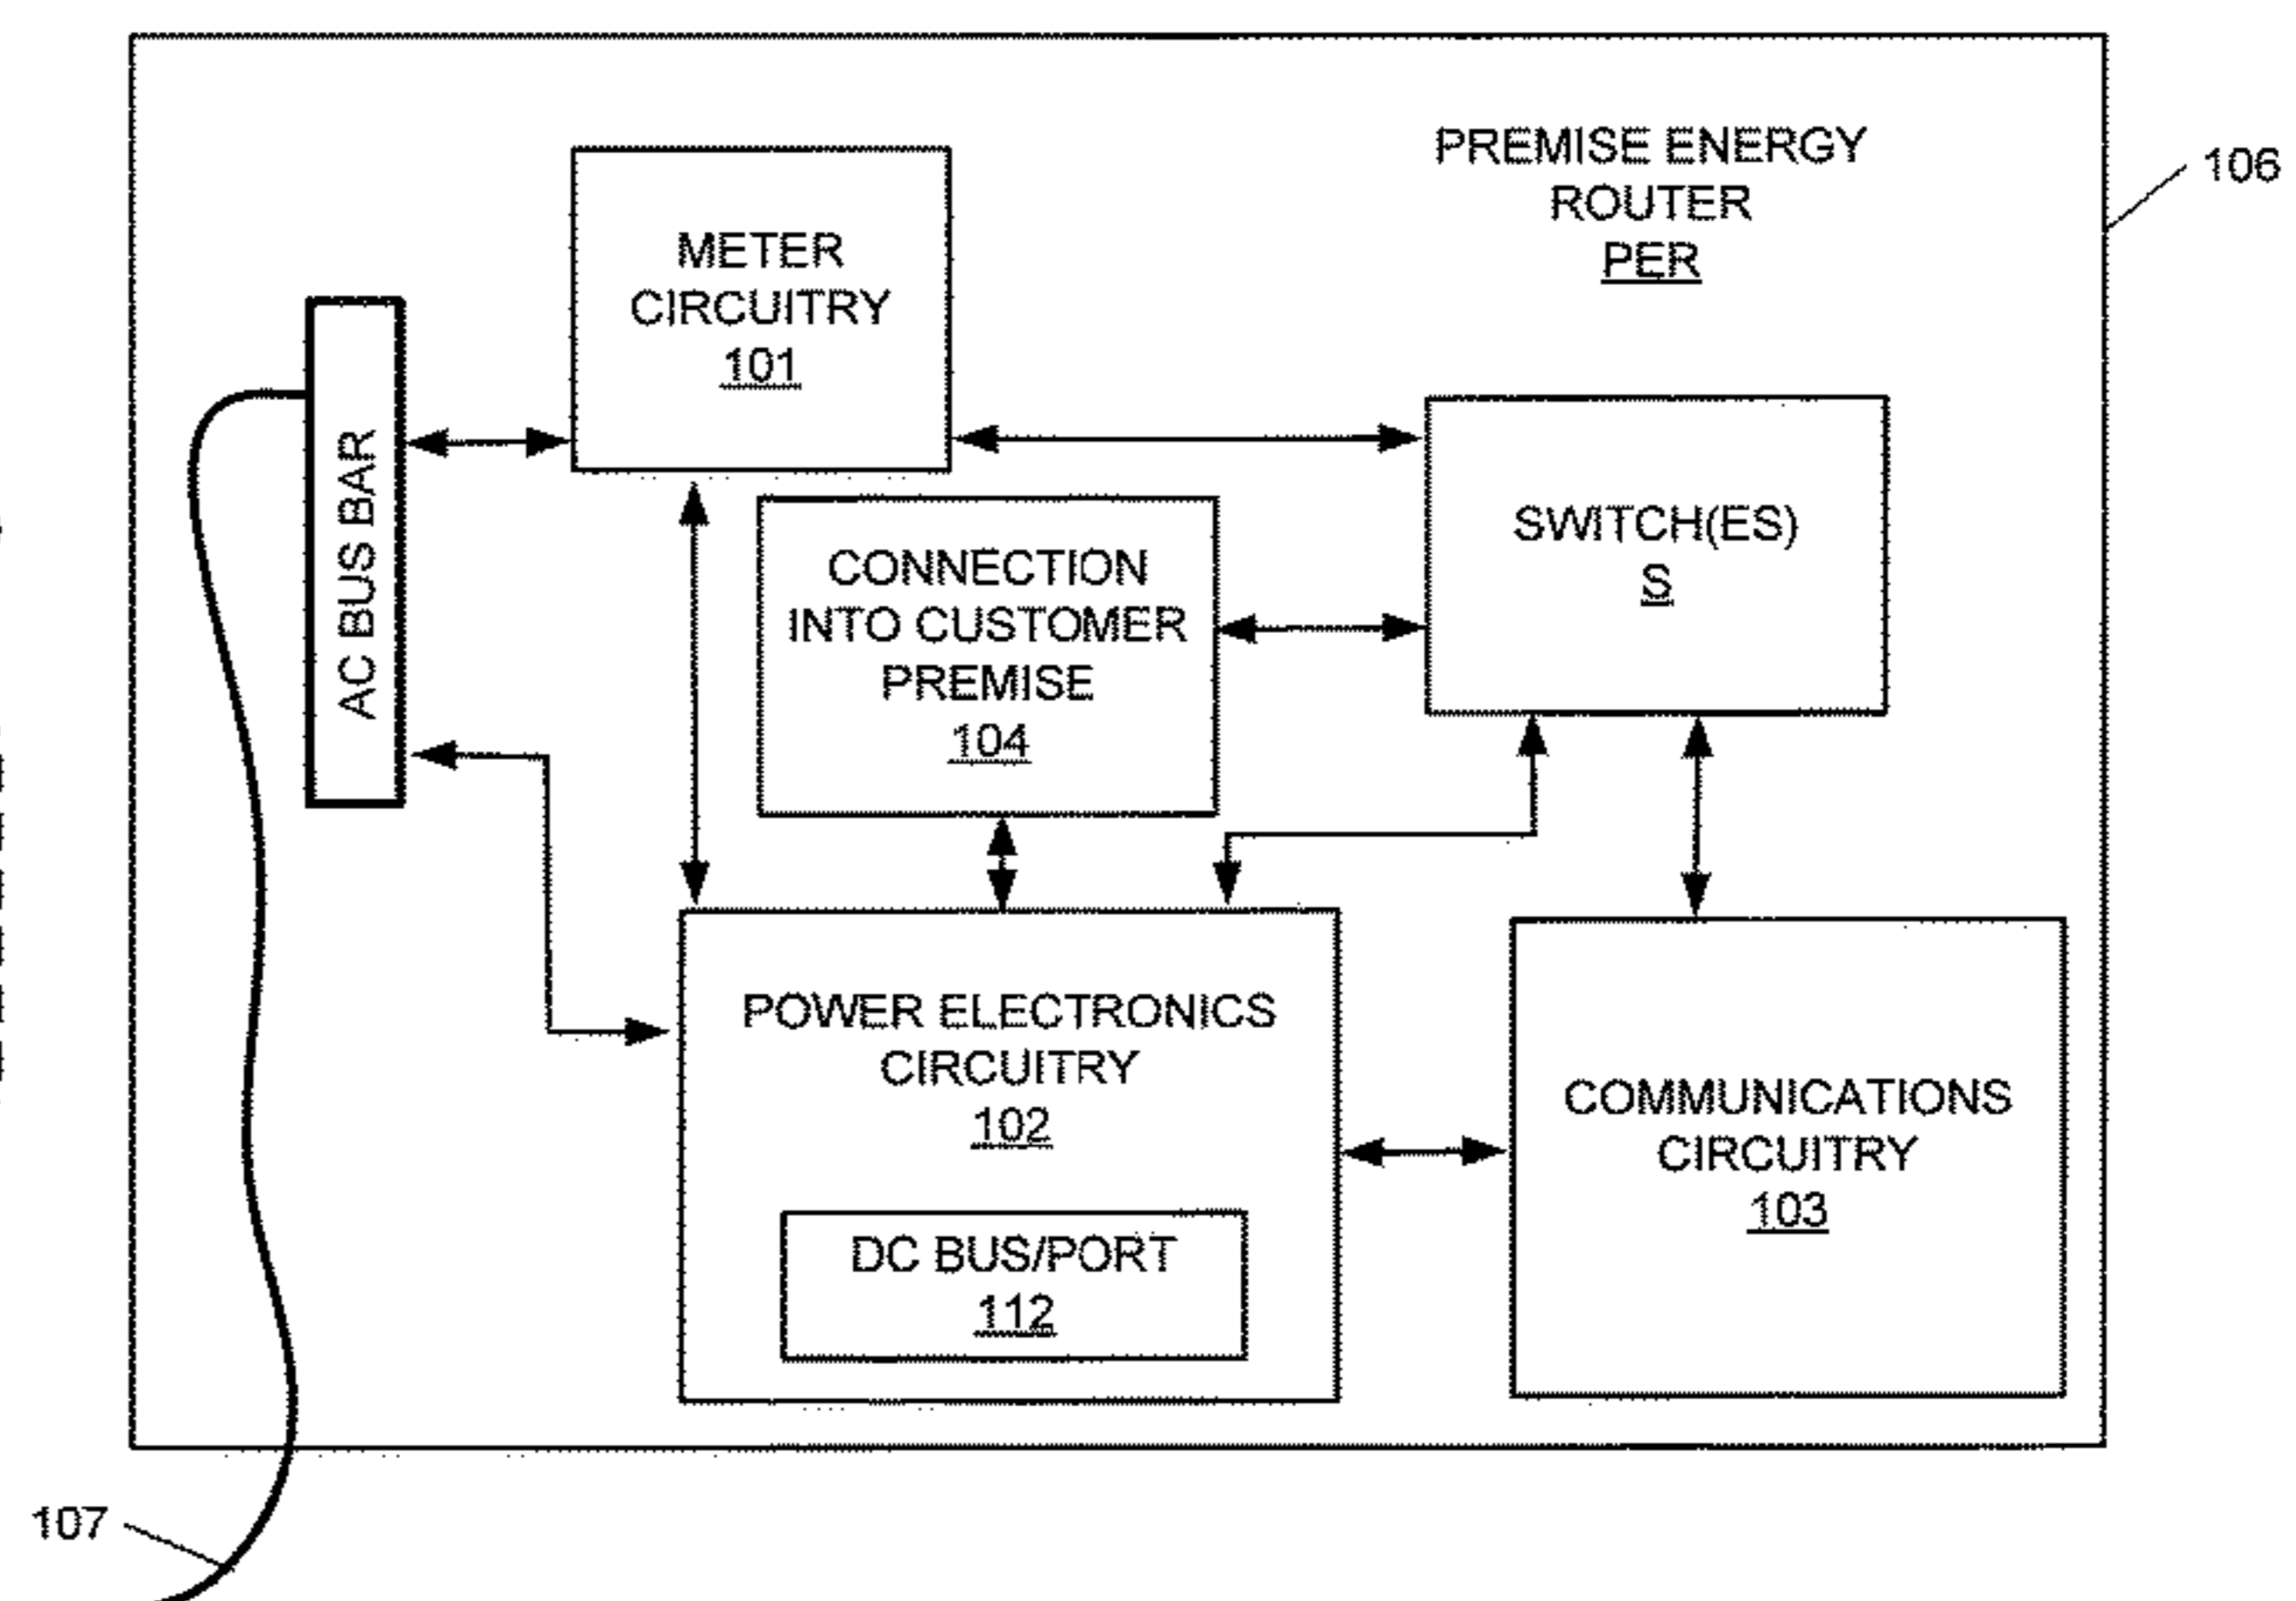 PREMISE ENERGY
ROUTER
PER
106
METER
CIRCUITRY
101
AC BUS BAR
SWITCH(ES)
S
CONNECTION
INTO CUSTOMER
PREMISE
104
POWER ELECTRONICS
CIRCUITRY
102
DC BUS/PORT
112
COMMUNICATIONS
CIRCUITRY
103
107